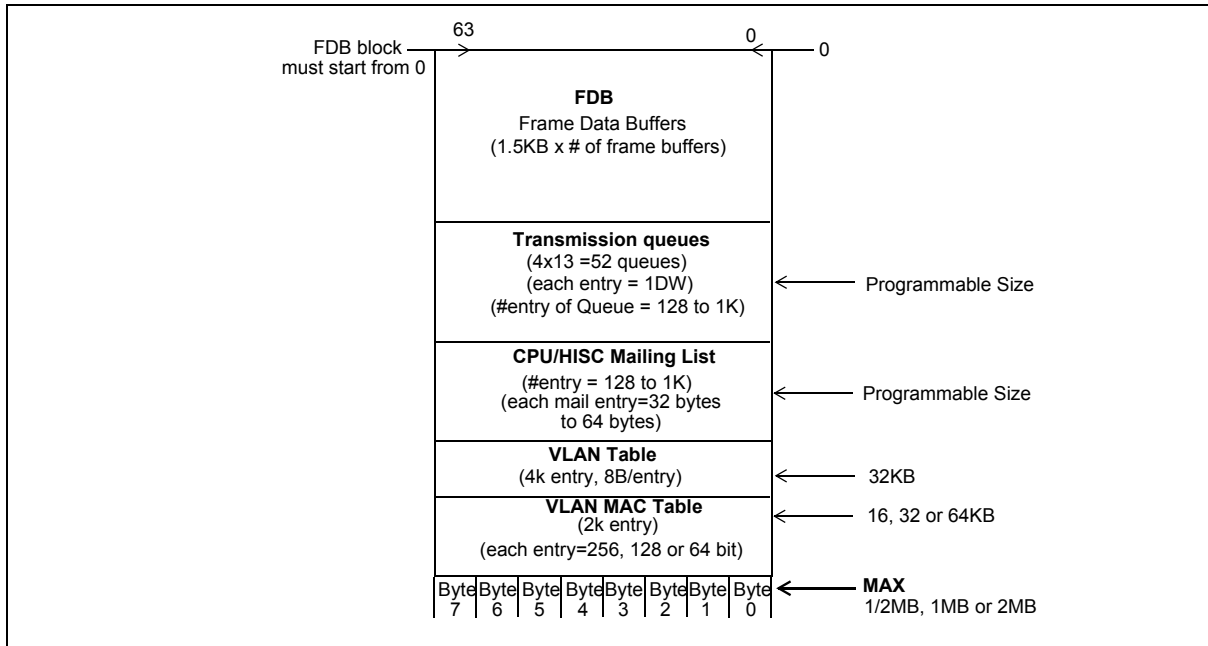 63
0
FDB block
must start from 0
0
FDB
Frame Data Buffers
(1.5KB x # of frame buffers)
Transmission queues
(4x13 =52 queues)
(each entry = 1DW)
(#entry of Queue = 128 to 1K)
Programmable Size
CPU/HISC Mailing List
(#entry = 128 to 1K)
(each mail entry=32 bytes
to 64 bytes)
Programmable Size
VLAN Table
(4k entry, 8B/entry)
32KB
VLAN MAC Table
(2k entry)
(each entry=256, 128 or 64 bit)
16, 32 or 64KB
Byte Byte Byte Byte Byte Byte Byte Byte
7 6 5 4 3 2 1 0
MAX
1/2MB, 1MB or 2MB